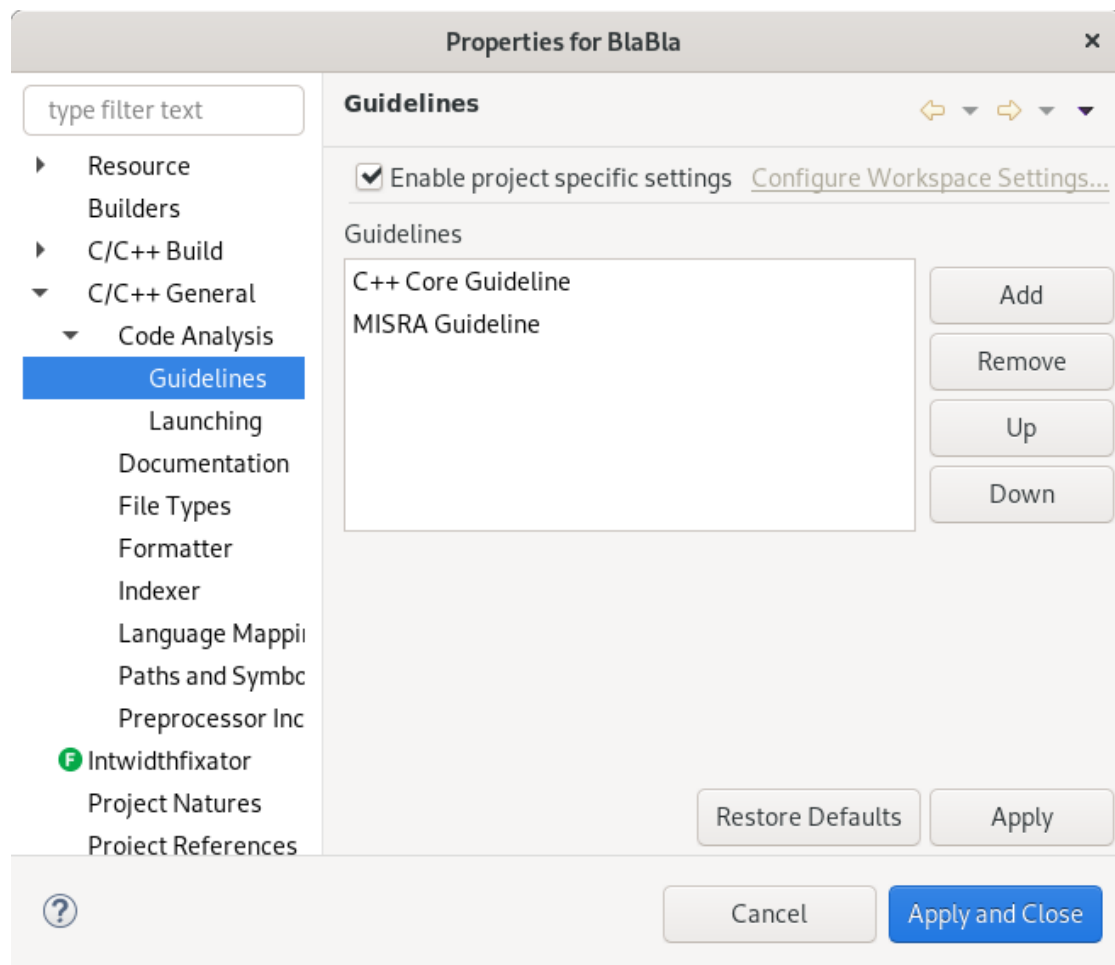 Properties for BlaBla
type filter text
Resource
Builders
C/C++ Build
C/C++ General
Code Analysis
Guidelines
Launching
Documentation
File Types
Formatter
Indexer
Language Mappi
Paths and Symbo
Preprocessor Inc
F Intwidthfixator
Project Natures
Project References
Guidelines
Enable project specific settings Configure Workspace Settings...
Guidelines
C++ Core Guideline
MISRA Guideline
Add
Remove
Up
Down
Restore Defaults Apply
? Cancel Apply and Close